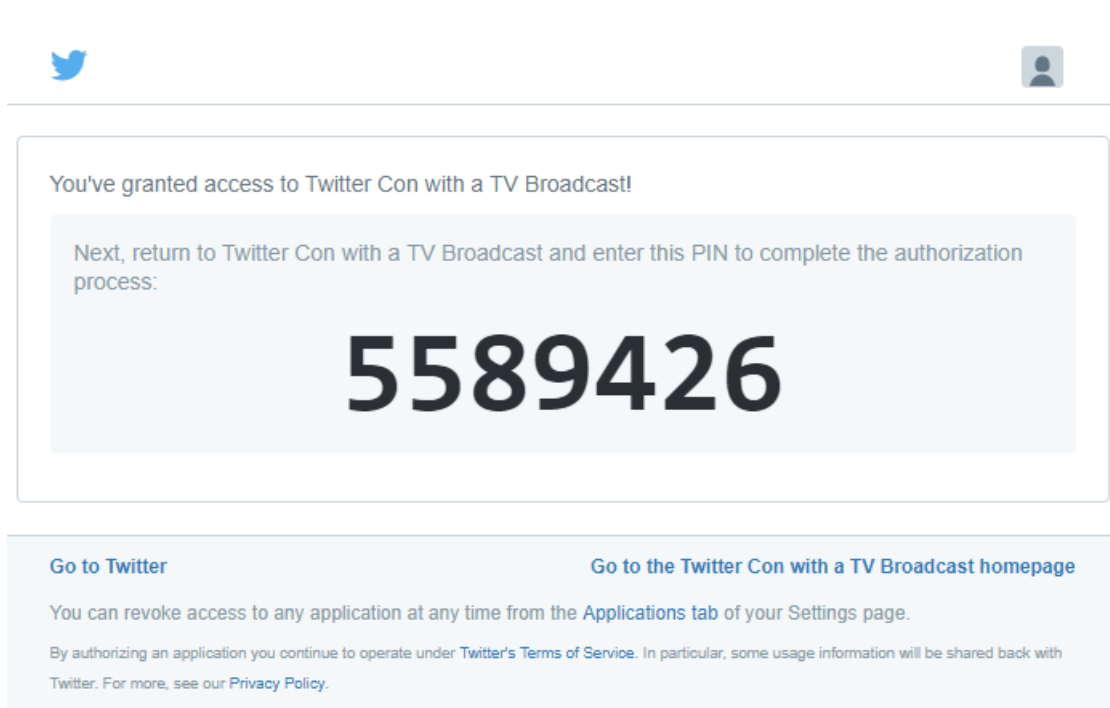 You've granted access to Twitter Con with a TV Broadcast!
Next, return to Twitter Con with a TV Broadcast and enter this PIN to complete the authorization
process:
5589426
Go to Twitter
Go to the Twitter Con with a TV Broadcast homepage
You can revoke access to any application at any time from the Applications tab of your Settings page.
By authorizing an application you continue to operate under Twitter's Terms of Service. In particular, some usage information will be shared back with
Twitter. For more, see our Privacy Policy.